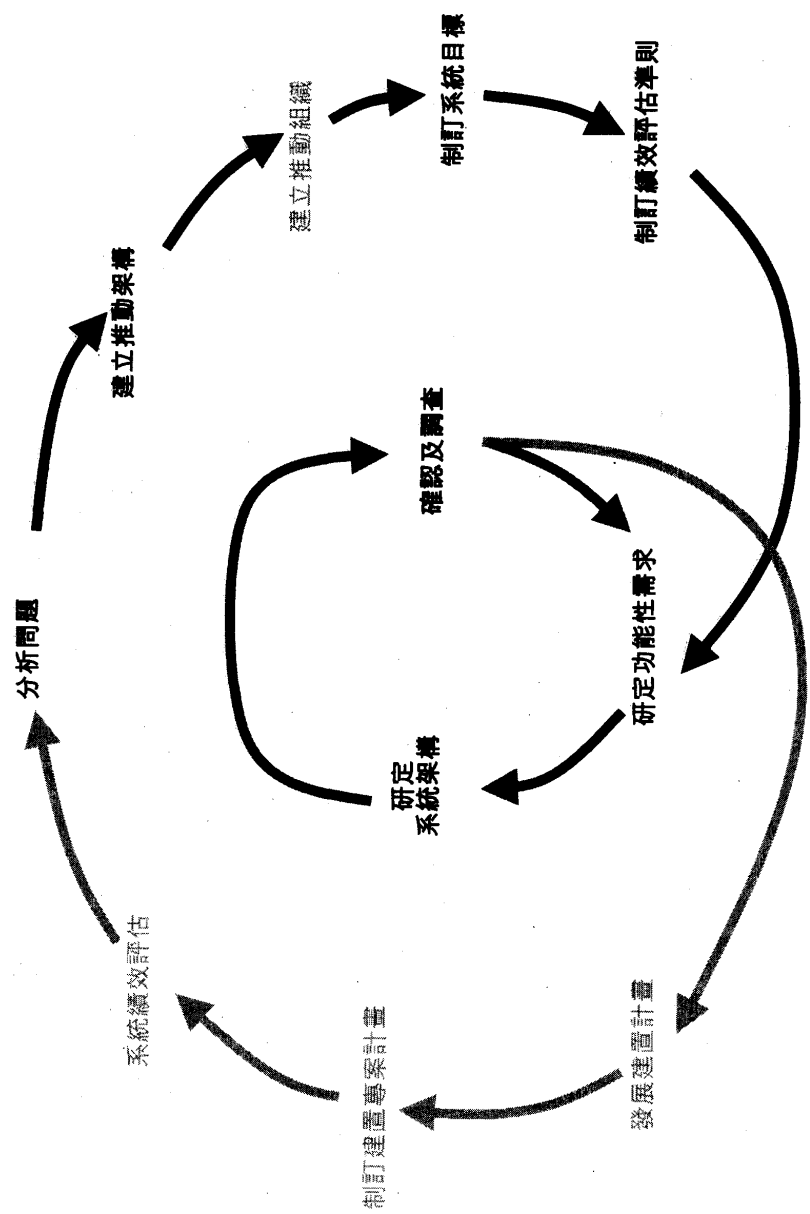 分析問題
建立推動架構
建立推動組織
制訂系統目標
制訂績效評估準則
研定功能性需求
研定
系統架構
確認及調查
發展建置計畫
制訂建置專案計畫
系統績效評估